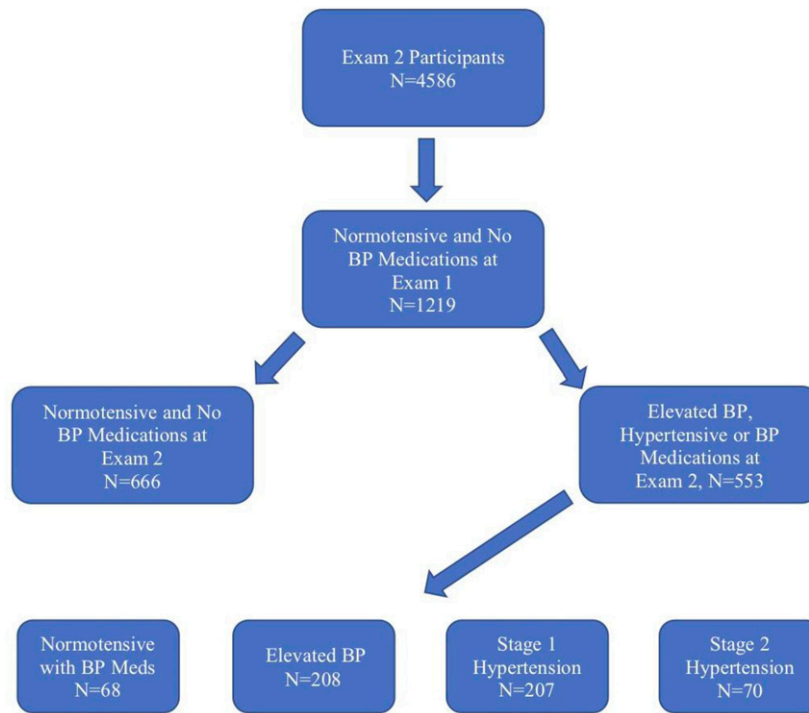 Exam 2 Participants
N=4586
Normotensive and No
BP Medications at
Exam 1
N=1219
Normotensive and No
BP Medications at
Exam 2
N=666
Elevated BP,
Hypertensive or BP
Medications at
Exam 2, N=553
Normotensive
with BP Meds
N=68
Elevated BP
N=208
Stage 1
Hypertension
N=207
Stage 2
Hypertension
N=70